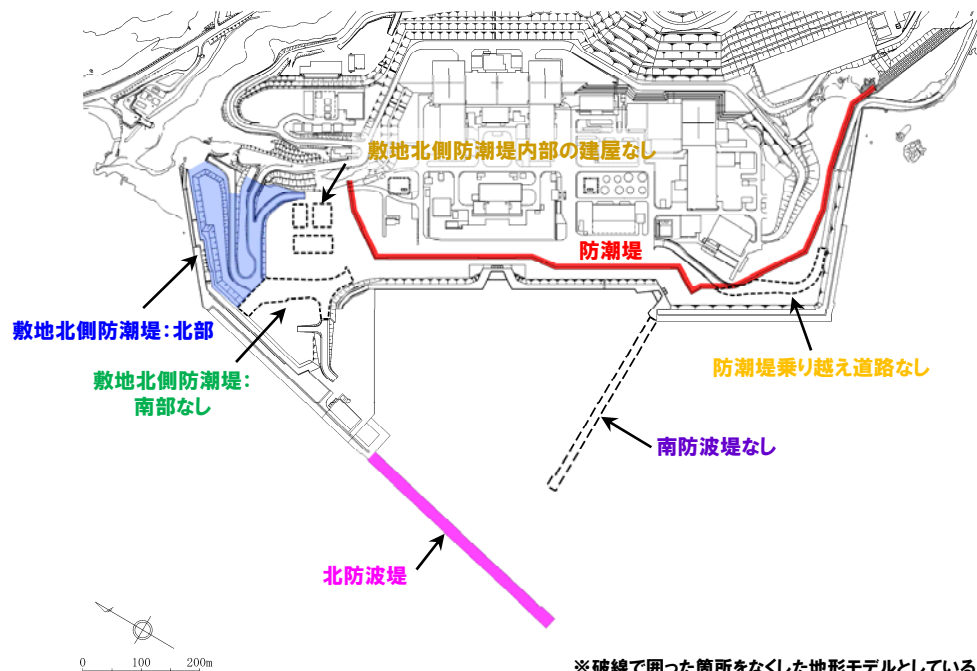 敷地北側防潮堤内部の建屋なし
防潮堤
敷地北側防潮堤：北部
敷地北側防潮堤：
南部なし
防潮堤乗り越え道路なし
南防波堤なし
北防波堤
0 100 200m
※破線で囲った箇所をなくした地形モデルとしている。